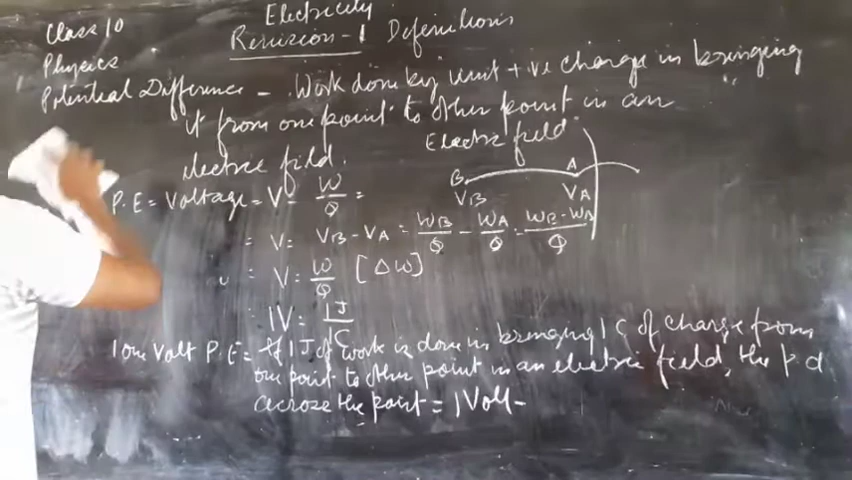 Electricity
Class 10
Revision-1 Definitions
Physics
Potential Difference - Work done by unit +ve charge in bringing
it from one point to other point in an
electric field.
Electric field.
B A
VB VA
P.E = Voltage = V = W/Q =
= V = VB - VA = WB/Q - WA/Q = WB - WA/Q
= V = W/Q [ΔW]
1V = 1J/1C
1 one Volt P.E = If 1 J of work is done in bringing 1 C of charge from
one point to other point in an electric field, the p d
across the point = 1 Volt -